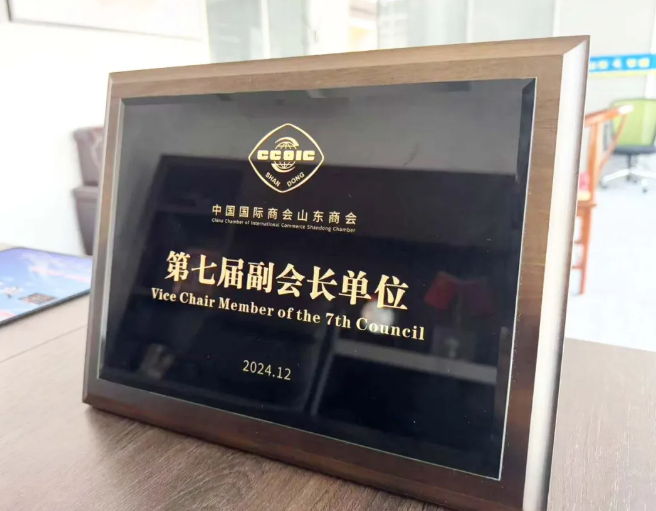 CCOIC
SHAN DONG
中国国际商会山东商会
China Chamber of International Commerce Shandong Chamber
第七届副会长单位
Vice Chair Member of the 7th Council
2024.12